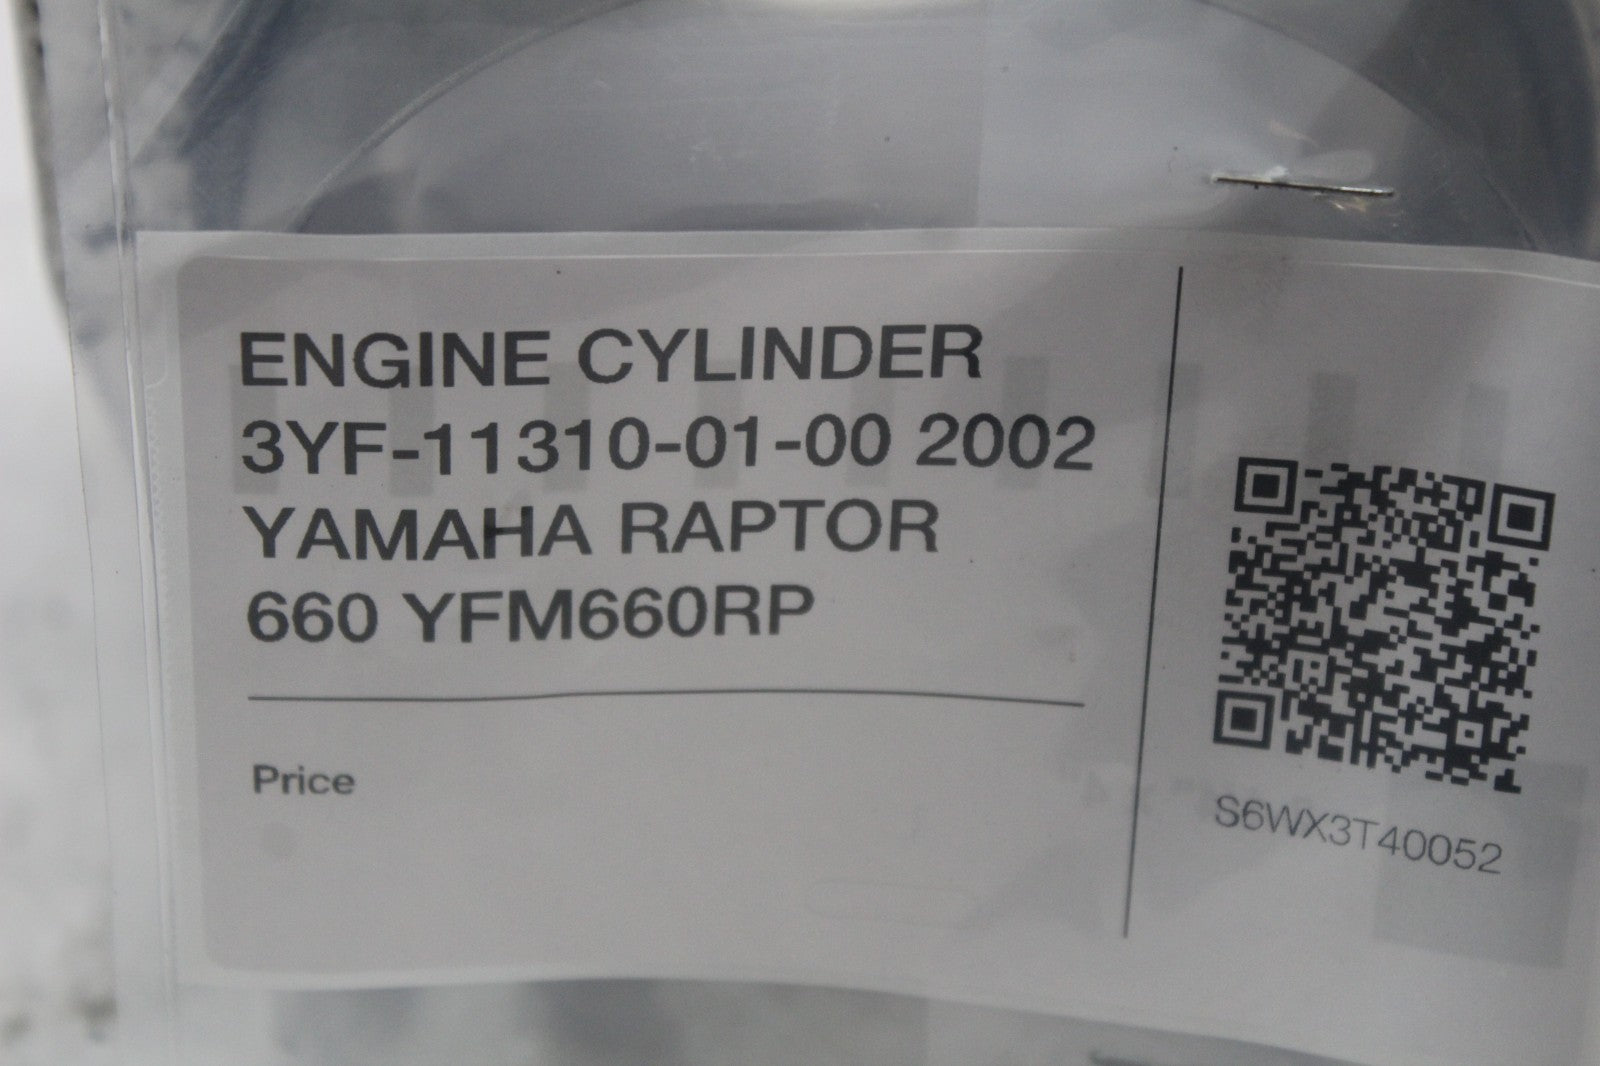 ENGINE CYLINDER
3YF-11310-01-00 2002
YAMAHA RAPTOR
660 YFM660RP
Price
S6WX3T40052